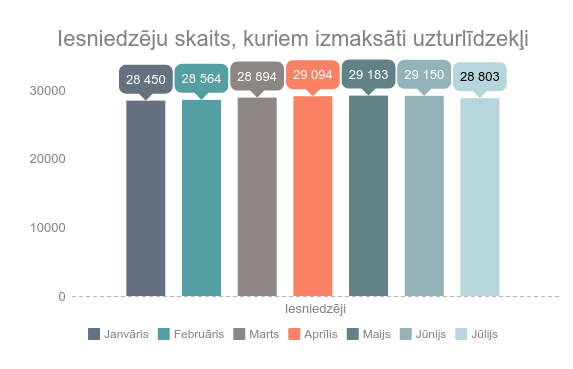 Iesniedzēju skaits, kuriem izmaksāti uzturlīdzekļi
28 450 28 564 28 894 29 094 29 183 29 150 28 803
30000
20000
10000
0
Iesniedzēji
Janvāris Februāris Marts Aprīlis Maijs Jūnijs Jūlijs